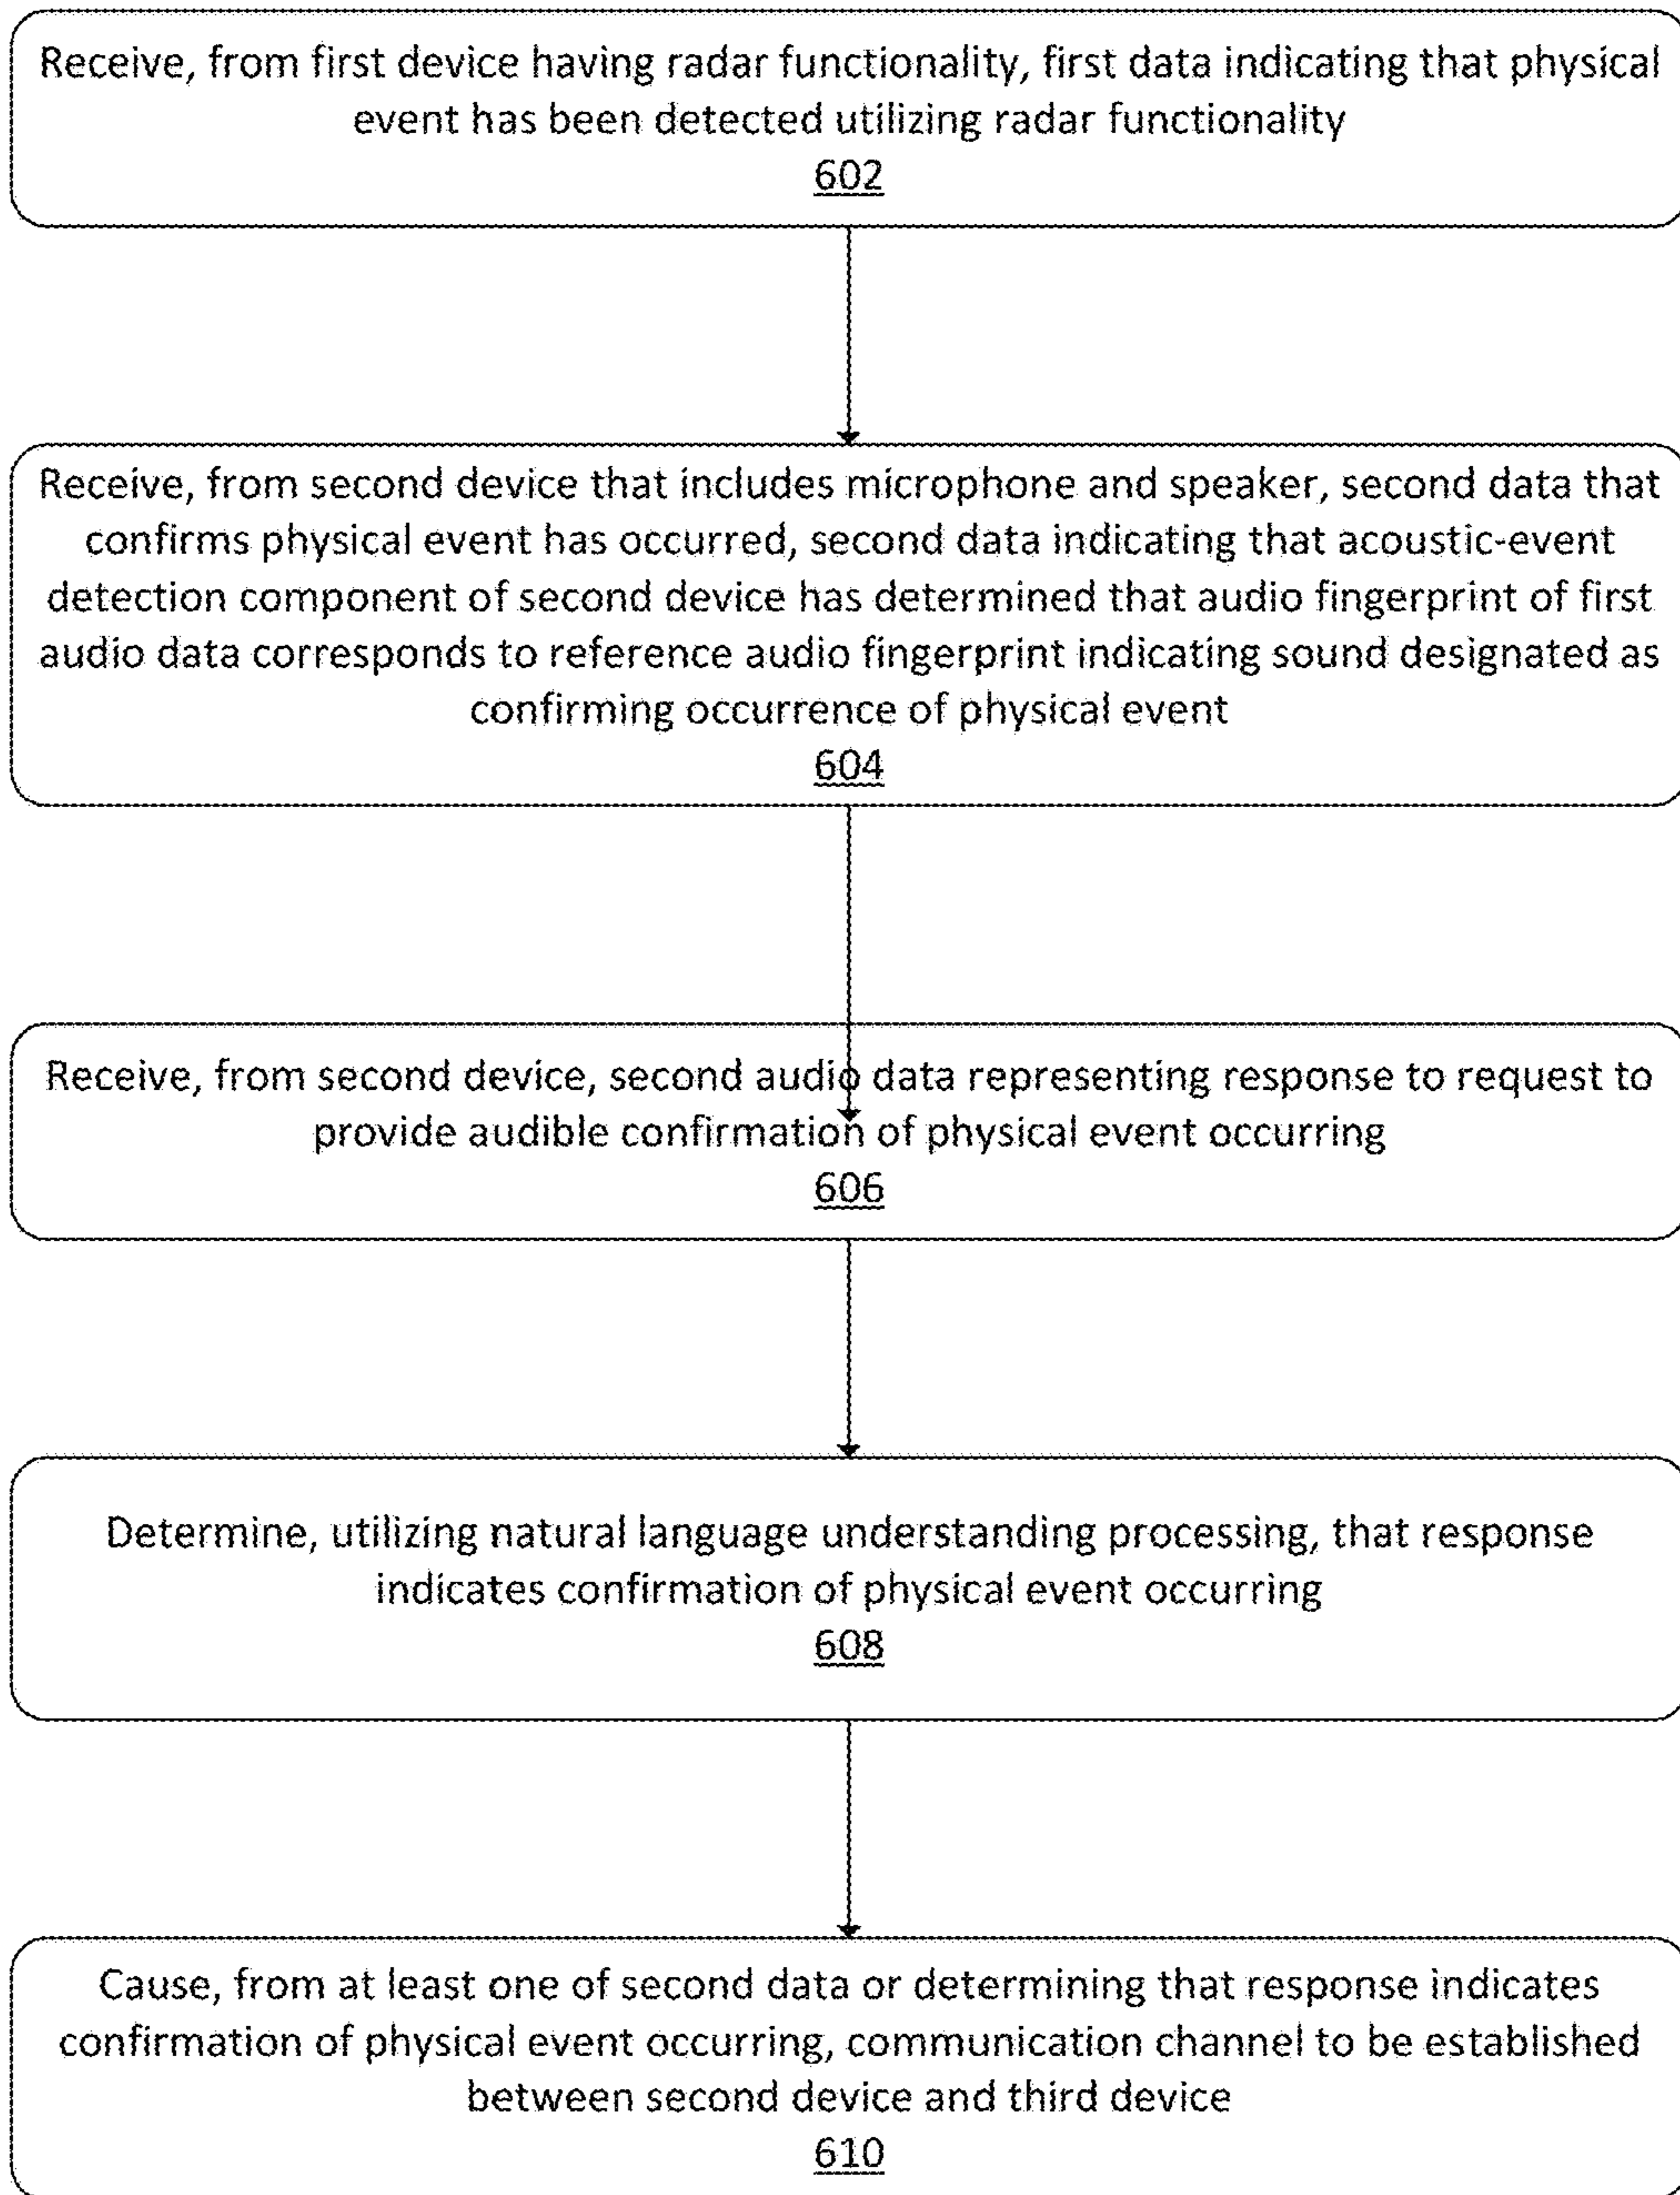 Receive, from first device having radar functionality, first data indicating that physical
event has been detected utilizing radar functionality
602
Receive, from second device that includes microphone and speaker, second data that
confirms physical event has occurred, second data indicating that acoustic-event
detection component of second device has determined that audio fingerprint of first
audio data corresponds to reference audio fingerprint indicating sound designated as
confirming occurrence of physical event
604
Receive, from second device, second audio data representing response to request to
provide audible confirmation of physical event occurring
606
Determine, utilizing natural language understanding processing, that response
indicates confirmation of physical event occurring
608
Cause, from at least one of second data or determining that response indicates
confirmation of physical event occurring, communication channel to be established
between second device and third device
610